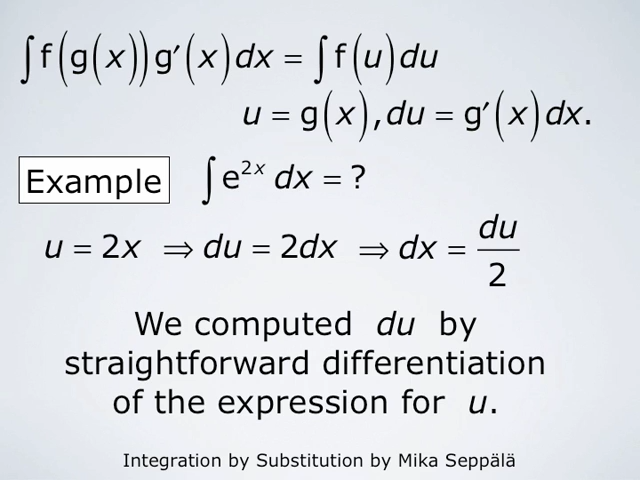 ∫f(g(x))g′(x)dx = ∫f(u)du
u = g(x), du = g′(x)dx.
Example ∫e^{2x} dx = ?
u = 2x ⇒ du = 2dx ⇒ dx = du/2
We computed du by
straightforward differentiation
of the expression for u.
Integration by Substitution by Mika Seppälä